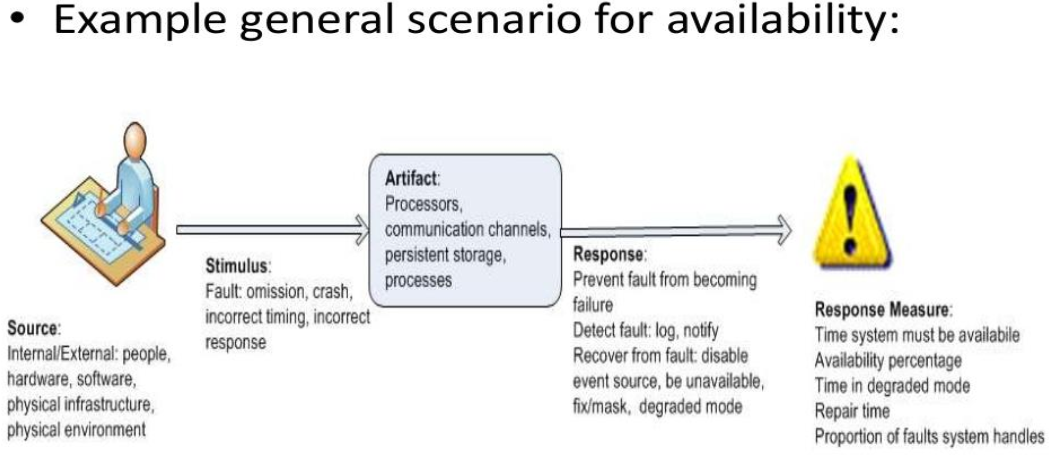 • Example general scenario for availability:
Source:
Internal/External: people,
hardware, software,
physical infrastructure,
physical environment
Stimulus:
Fault: omission, crash,
incorrect timing, incorrect
response
Artifact:
Processors,
communication channels,
persistent storage,
processes
Response:
Prevent fault from becoming
failure
Detect fault: log, notify
Recover from fault: disable
event source, be unavailable,
fix/mask, degraded mode
Response Measure:
Time system must be availabile
Availability percentage
Time in degraded mode
Repair time
Proportion of faults system handles